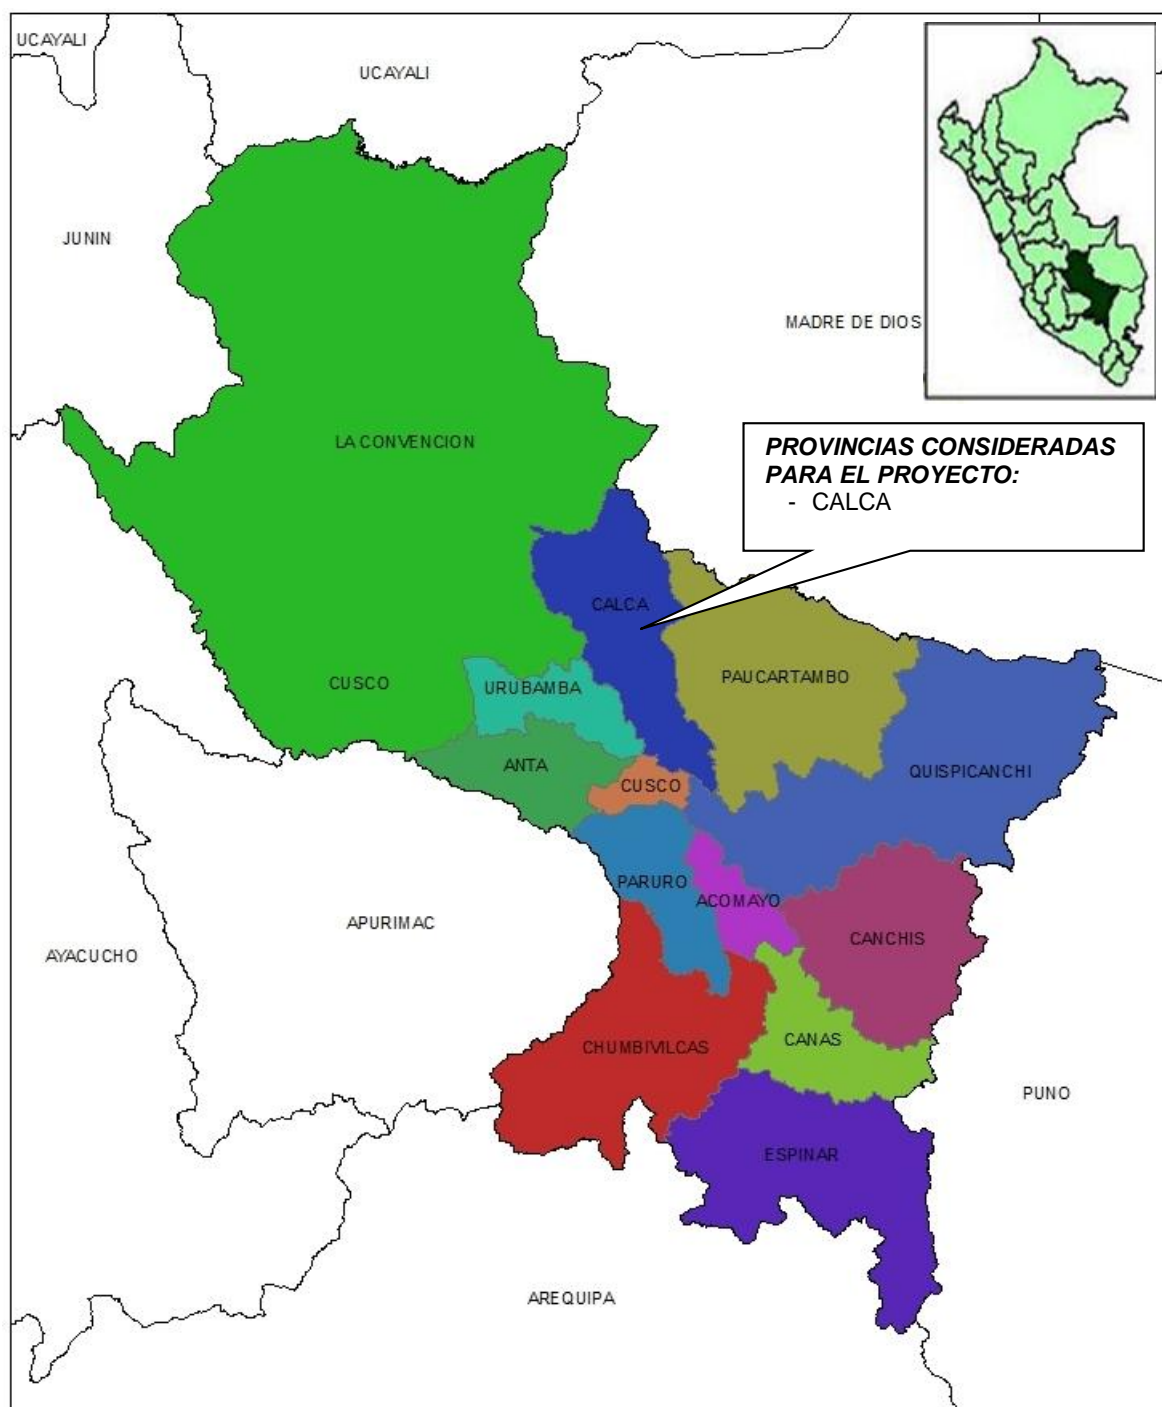 UCAYALI
UCAYALI
JUNIN
MADRE DE DIOS
LA CONVENCION
PROVINCIAS CONSIDERADAS
PARA EL PROYECTO:
- CALCA
CALCA
CUSCO
URUBAMBA
PAUCARTAMBO
ANTA
CUSCO
QUISPICANCHI
PARURO
ACOMAYO
APURIMAC
CANCHIS
AYACUCHO
CHUMBIVILCAS
CANAS
PUNO
ESPINAR
AREQUIPA